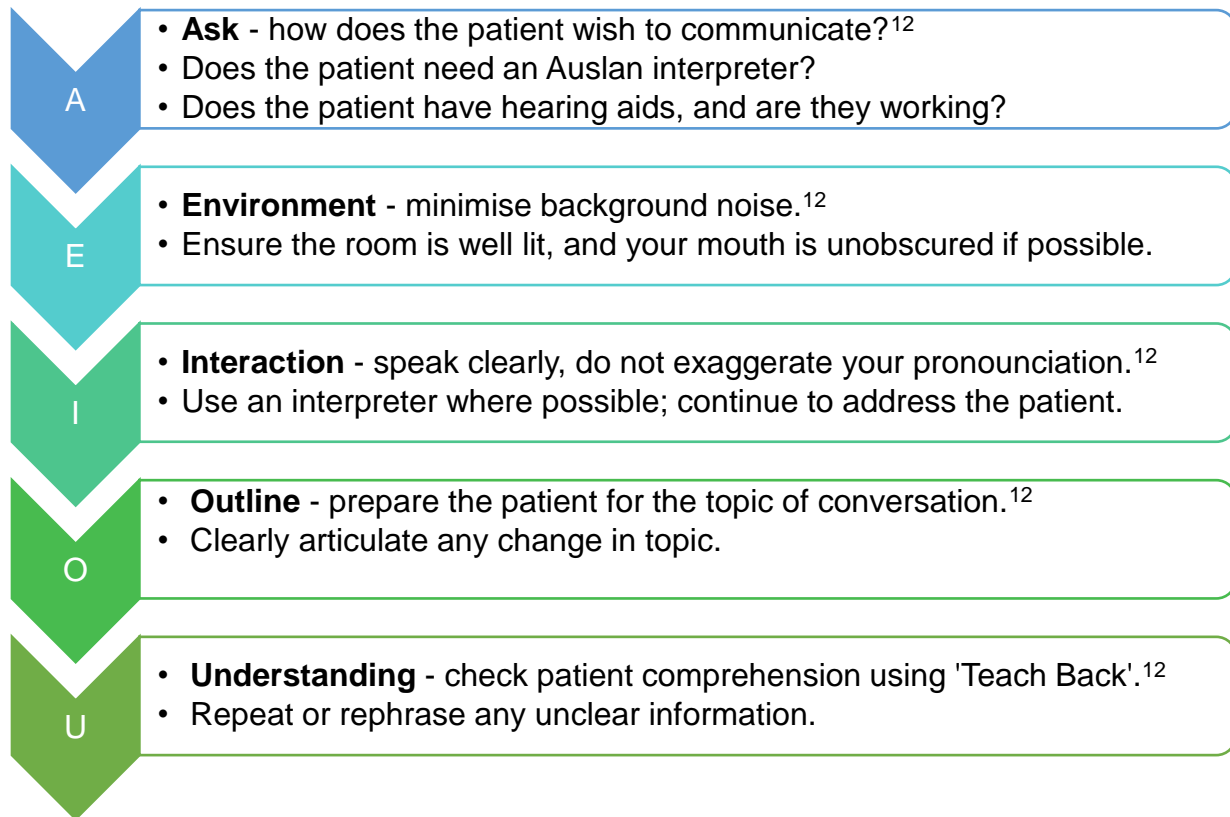 A
• Ask - how does the patient wish to communicate?¹²
• Does the patient need an Auslan interpreter?
• Does the patient have hearing aids, and are they working?
E
• Environment - minimise background noise.¹²
• Ensure the room is well lit, and your mouth is unobscured if possible.
I
• Interaction - speak clearly, do not exaggerate your pronounciation.¹²
• Use an interpreter where possible; continue to address the patient.
O
• Outline - prepare the patient for the topic of conversation.¹²
• Clearly articulate any change in topic.
U
• Understanding - check patient comprehension using 'Teach Back'.¹²
• Repeat or rephrase any unclear information.